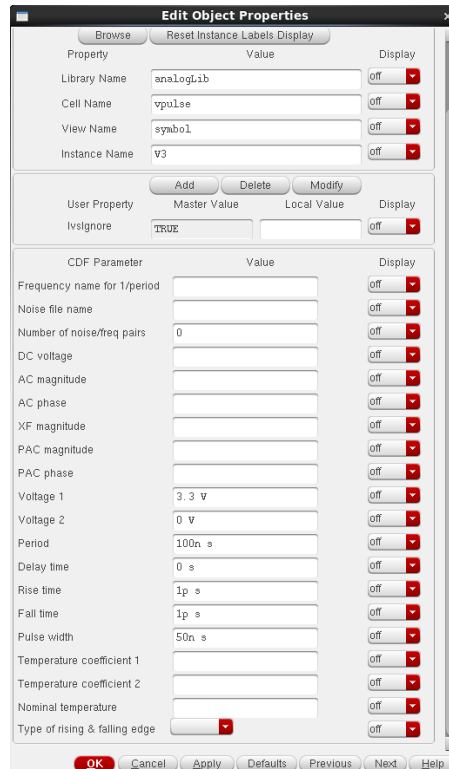 Edit Object Properties
Browse Reset Instance Labels Display
Property Value Display
Library Name analogLib off
Cell Name vpulse off
View Name symbol off
Instance Name V3 off
Add Delete Modify
User Property Master Value Local Value Display
lvsIgnore TRUE off
CDF Parameter Value Display
Frequency name for 1/period off
Noise file name off
Number of noise/freq pairs 0 off
DC voltage off
AC magnitude off
AC phase off
XF magnitude off
PAC magnitude off
PAC phase off
Voltage 1 3.3 V off
Voltage 2 0 V off
Period 100n s off
Delay time 0 s off
Rise time 1p s off
Fall time 1p s off
Pulse width 50n s off
Temperature coefficient 1 off
Temperature coefficient 2 off
Nominal temperature off
Type of rising & falling edge off
OK Cancel Apply Defaults Previous Next Help